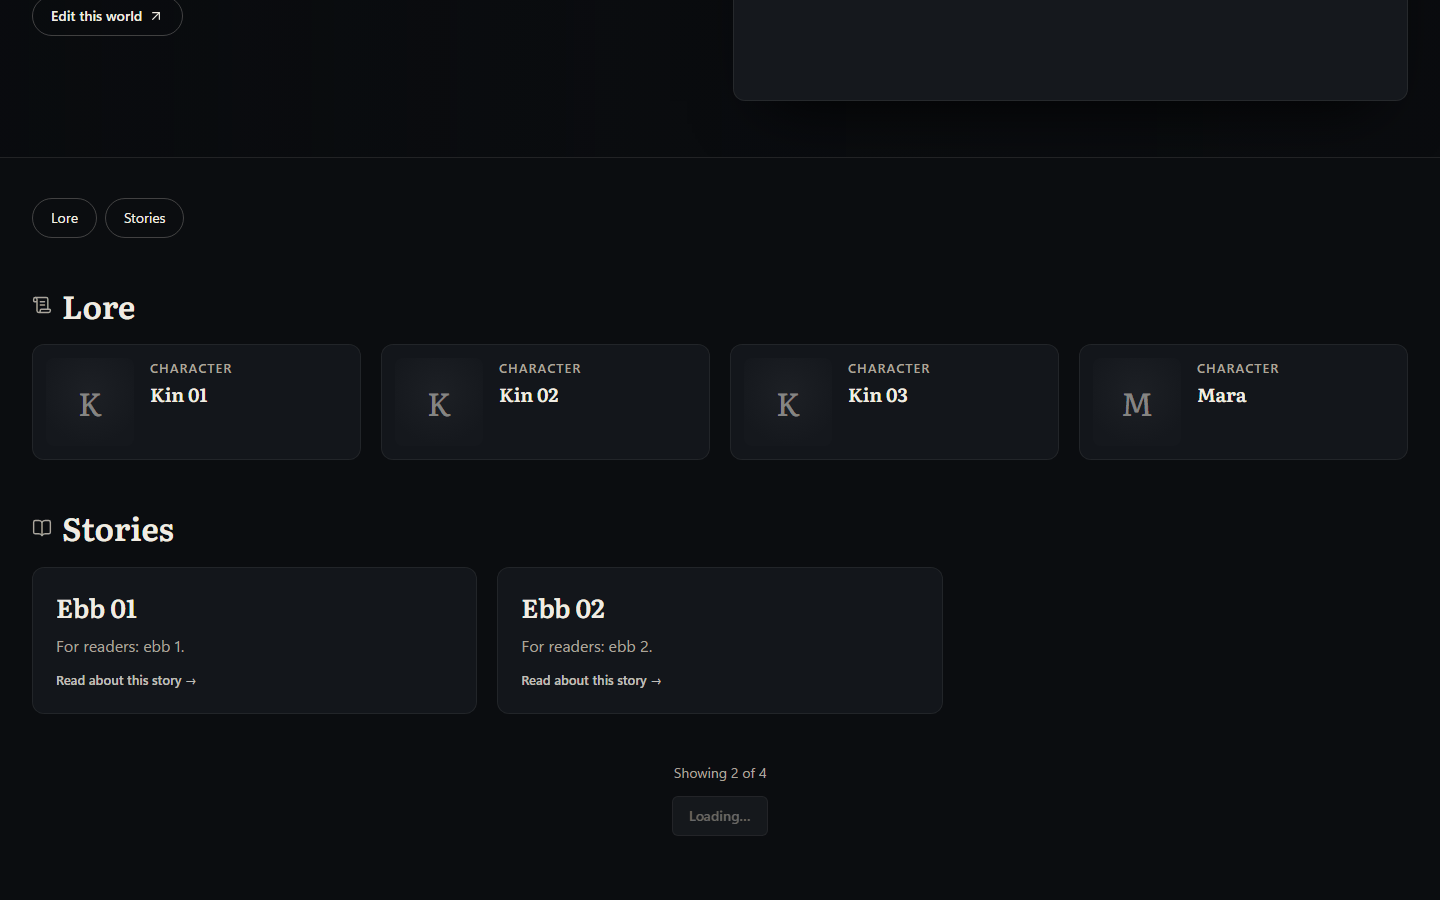 Edit this world
Lore
Stories
Lore
K
CHARACTER
Kin 01
K
CHARACTER
Kin 02
K
CHARACTER
Kin 03
M
CHARACTER
Mara
Stories
Ebb 01
For readers: ebb 1.
Read about this story →
Ebb 02
For readers: ebb 2.
Read about this story →
Showing 2 of 4
Loading...